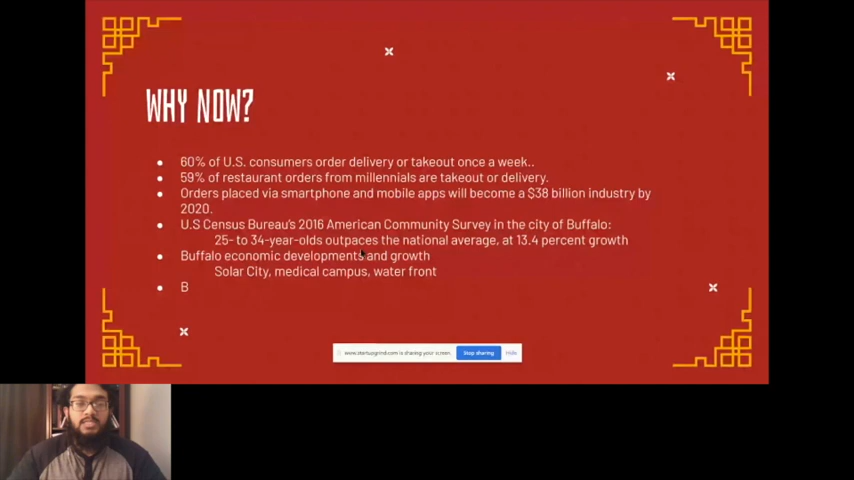 WHY NOW?
60% of U.S. consumers order delivery or takeout once a week..
59% of restaurant orders from millennials are takeout or delivery.
Orders placed via smartphone and mobile apps will become a $38 billion industry by
2020.
U.S Census Bureau's 2016 American Community Survey in the city of Buffalo:
25- to 34-year-olds outpaces the national average, at 13.4 percent growth
Buffalo economic developments and growth
Solar City, medical campus, water front
B
www.startupgrind.com is sharing your screen. Stop sharing Hide